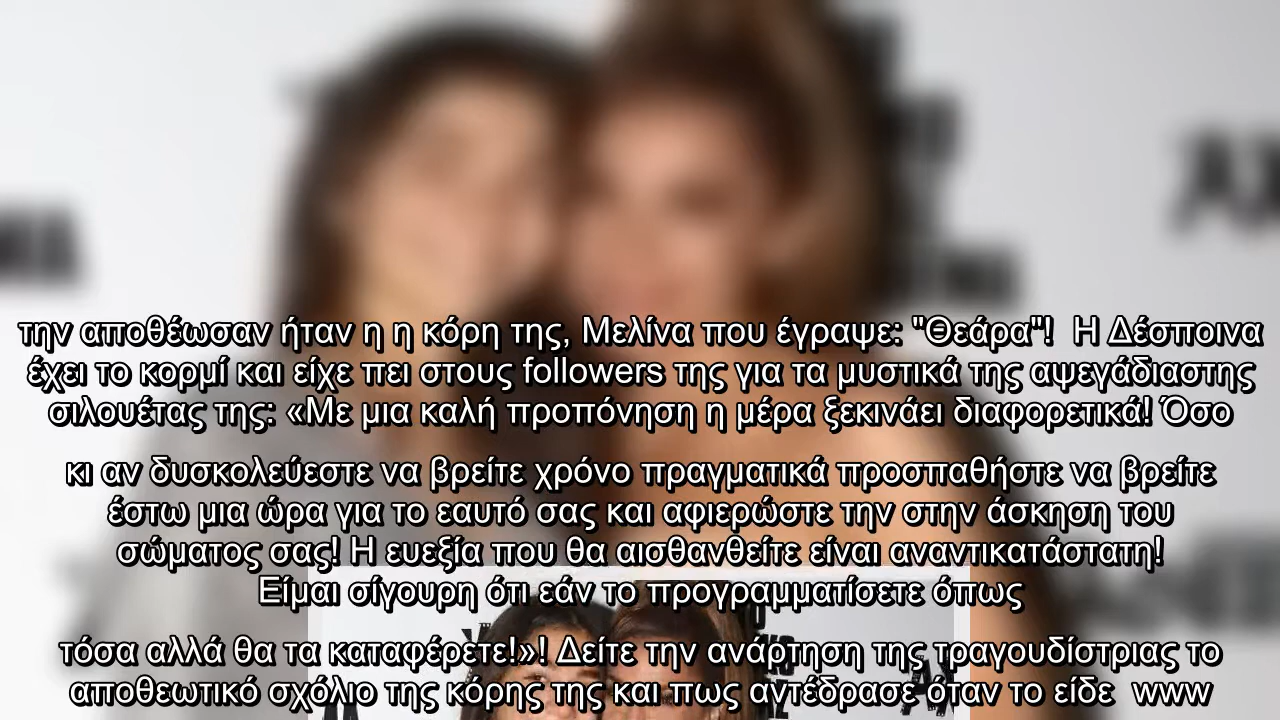 την αποθέωσαν ήταν η η κόρη της, Μελίνα που έγραψε: "Θεάρα"!  Η Δέσποινα
έχει το κορμί και είχε πει στους followers της για τα μυστικά της αψεγάδιαστης
σιλουέτας της: «Με μια καλή προπόνηση η μέρα ξεκινάει διαφορετικά! Όσο
κι αν δυσκολεύεστε να βρείτε χρόνο πραγματικά προσπαθήστε να βρείτε
έστω μια ώρα για το εαυτό σας και αφιερώστε την στην άσκηση του
σώματος σας! Η ευεξία που θα αισθανθείτε είναι αναντικατάστατη!
Είμαι σίγουρη ότι εάν το προγραμματίσετε όπως
τόσα αλλά θα τα καταφέρετε!»! Δείτε την ανάρτηση της τραγουδίστριας το
αποθεωτικό σχόλιο της κόρης της και πως αντέδρασε όταν το είδε  www